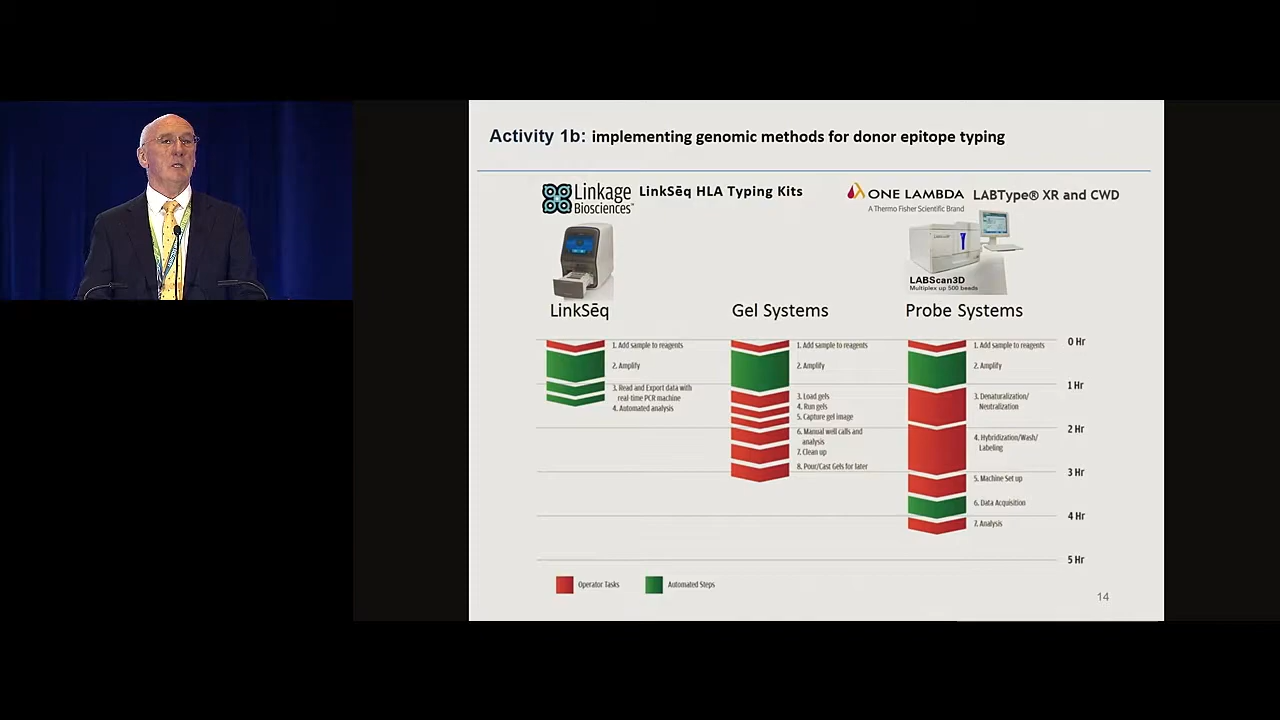 Activity 1b: implementing genomic methods for donor epitope typing
Linkage
Biosciences™
LinkSēq HLA Typing Kits
ONE LAMBDA
A Thermo Fisher Scientific Brand
LABType® XR and CWD
LABScan3D
Multiplex up 500 beads
LinkSēq
Gel Systems
Probe Systems
1. Add sample to reagents
2. Amplify
3. Read and Export data with
real-time PCR machine
4. Automated analysis
1. Add sample to reagents
2. Amplify
3. Load gels
4. Run gels
5. Capture gel image
6. Manual well calls and
analysis
7. Clean up
8. Pour/Cast Gels for later
1. Add sample to reagents
2. Amplify
3. Denaturalization/
Neutralization
4. Hybridization/Wash/
Labeling
5. Machine Set up
6. Data Acquisition
7. Analysis
0 Hr
1 Hr
2 Hr
3 Hr
4 Hr
5 Hr
Operator Tasks
Automated Steps
14